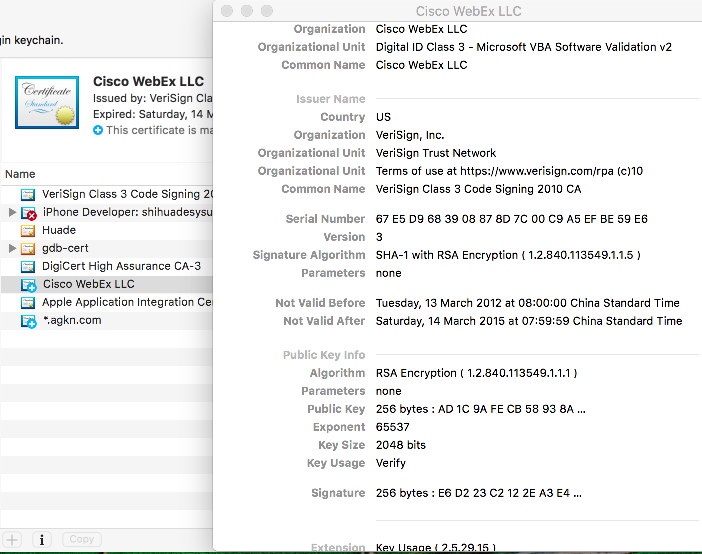 Cisco WebEx LLC
gin keychain.
Cisco WebEx LLC
Issued by: VeriSign Cla
Expired: Saturday, 14 M
This certificate is ma
Certificate
Standard
Name
VeriSign Class 3 Code Signing 20
iPhone Developer: shihuadesysu
Huade
gdb-cert
DigiCert High Assurance CA-3
Cisco WebEx LLC
Apple Application Integration Ce
*.agkn.com
Copy
Organization Cisco WebEx LLC
Organizational Unit Digital ID Class 3 - Microsoft VBA Software Validation v2
Common Name Cisco WebEx LLC
Issuer Name
Country US
Organization VeriSign, Inc.
Organizational Unit VeriSign Trust Network
Organizational Unit Terms of use at https://www.verisign.com/rpa (c)10
Common Name VeriSign Class 3 Code Signing 2010 CA
Serial Number 67 E5 D9 68 39 08 87 8D 7C 00 C9 A5 EF BE 59 E6
Version 3
Signature Algorithm SHA-1 with RSA Encryption ( 1.2.840.113549.1.1.5 )
Parameters none
Not Valid Before Tuesday, 13 March 2012 at 08:00:00 China Standard Time
Not Valid After Saturday, 14 March 2015 at 07:59:59 China Standard Time
Public Key Info
Algorithm RSA Encryption ( 1.2.840.113549.1.1.1 )
Parameters none
Public Key 256 bytes : AD 1C 9A FE CB 58 93 8A ...
Exponent 65537
Key Size 2048 bits
Key Usage Verify
Signature 256 bytes : E6 D2 23 C2 12 2E A3 E4 ...
Extension Key Usage ( 2.5.29.15 )